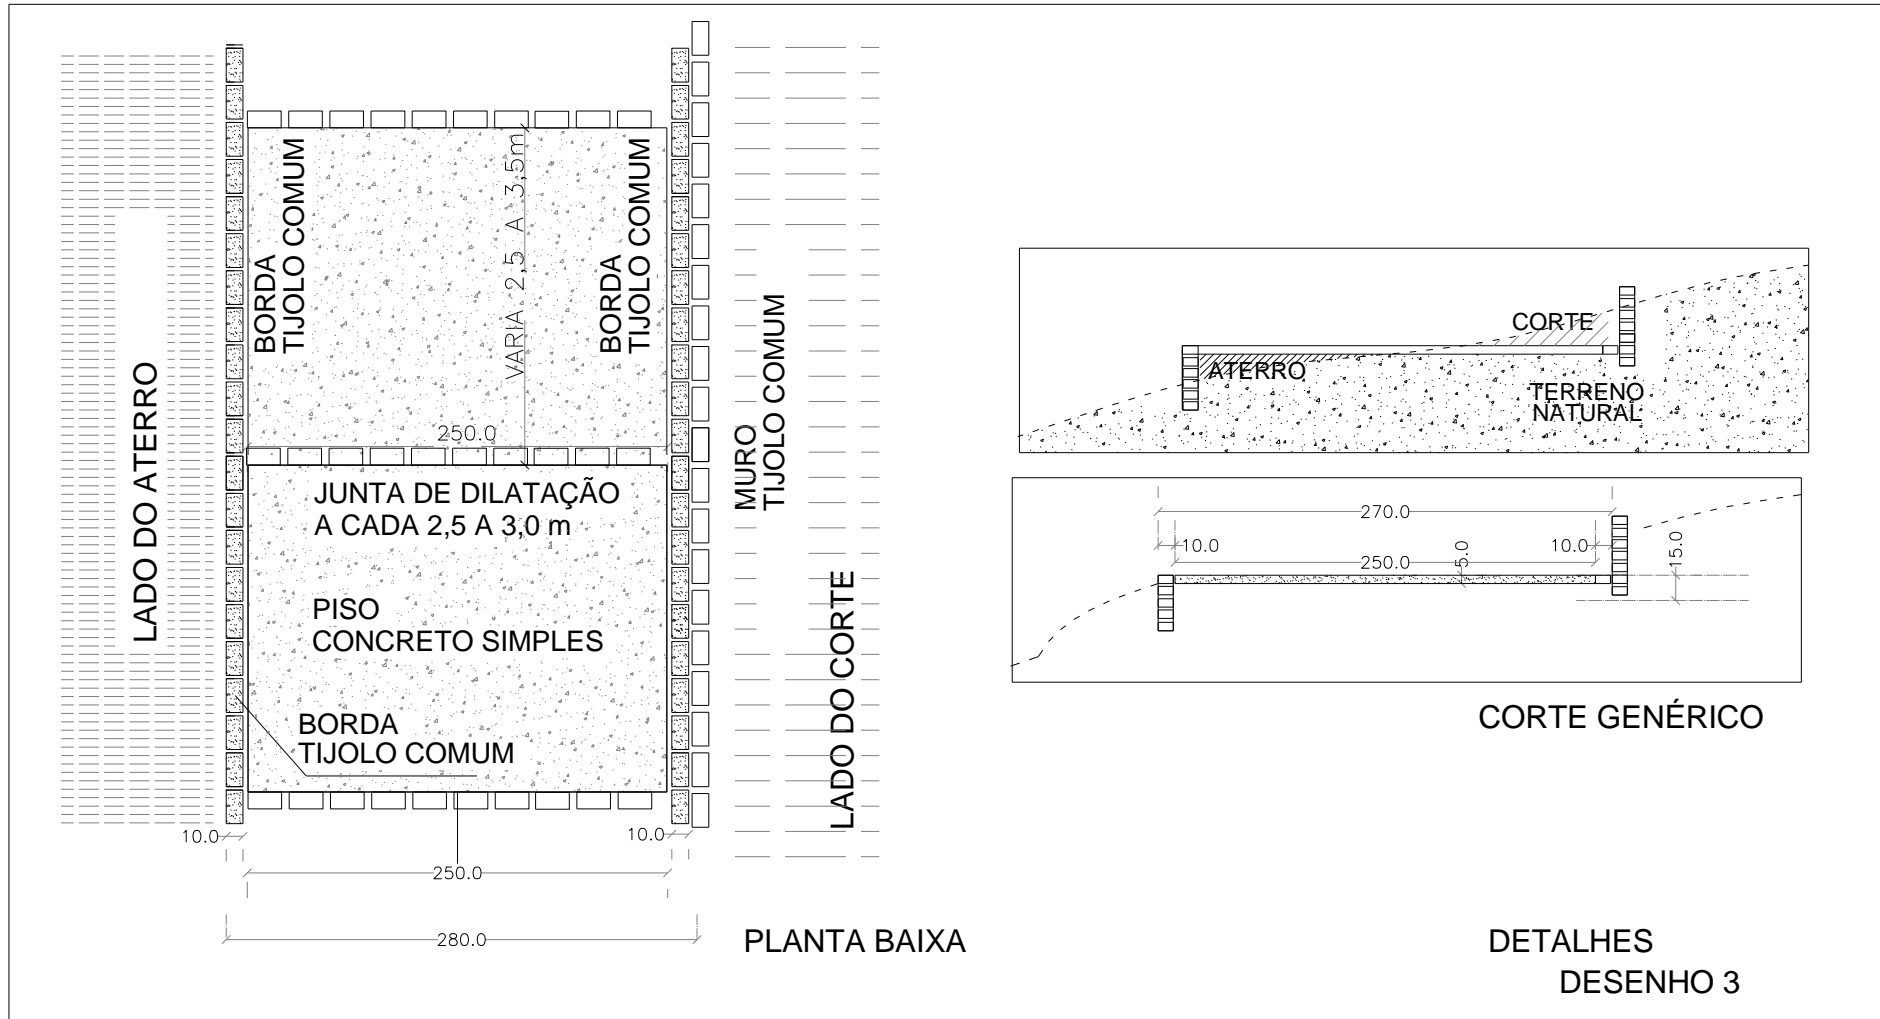 BORDA
TIJOLO COMUM
VARIA 2,5 A 3,5m
BORDA
TIJOLO COMUM
LADO DO ATERRO
250.0
MURO
TIJOLO COMUM
JUNTA DE DILATAÇÃO
A CADA 2,5 A 3,0 m
PISO
CONCRETO SIMPLES
LADO DO CORTE
BORDA
TIJOLO COMUM
10.0
10.0
250.0
280.0
PLANTA BAIXA
CORTE
ATERRO
TERRENO
NATURAL
270.0
10.0
10.0
250.0
5.0
15.0
CORTE GENÉRICO
DETALHES
DESENHO 3